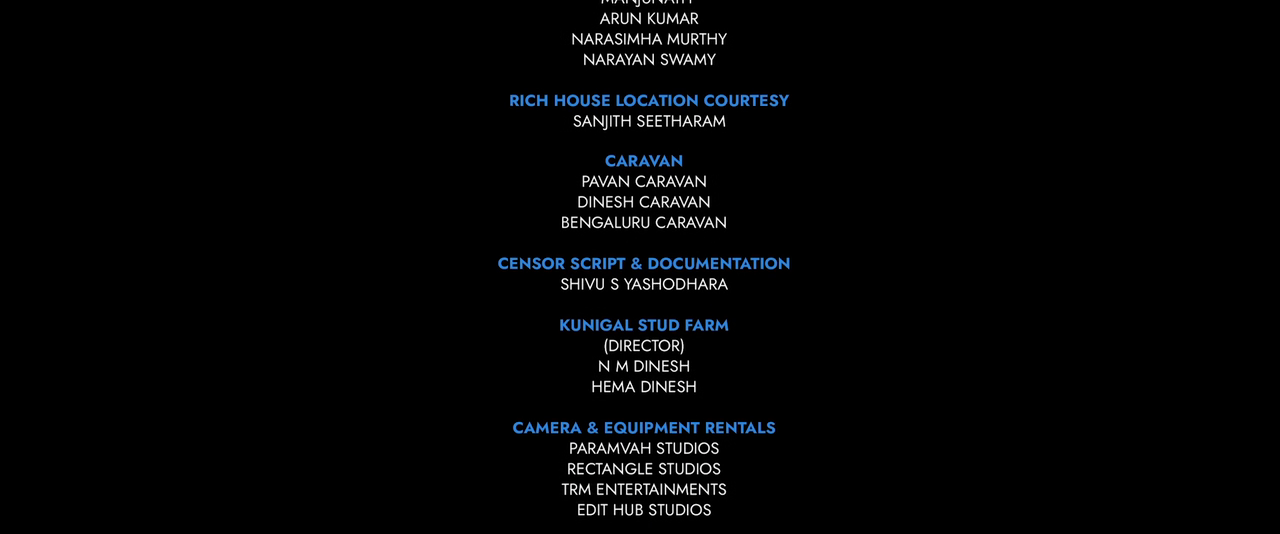 MANJUNATH
ARUN KUMAR
NARASIMHA MURTHY
NARAYAN SWAMY
RICH HOUSE LOCATION COURTESY
SANJITH SEETHARAM
CARAVAN
PAVAN CARAVAN
DINESH CARAVAN
BENGALURU CARAVAN
CENSOR SCRIPT & DOCUMENTATION
SHIVU S YASHODHARA
KUNIGAL STUD FARM
(DIRECTOR)
N M DINESH
HEMA DINESH
CAMERA & EQUIPMENT RENTALS
PARAMVAH STUDIOS
RECTANGLE STUDIOS
TRM ENTERTAINMENTS
EDIT HUB STUDIOS